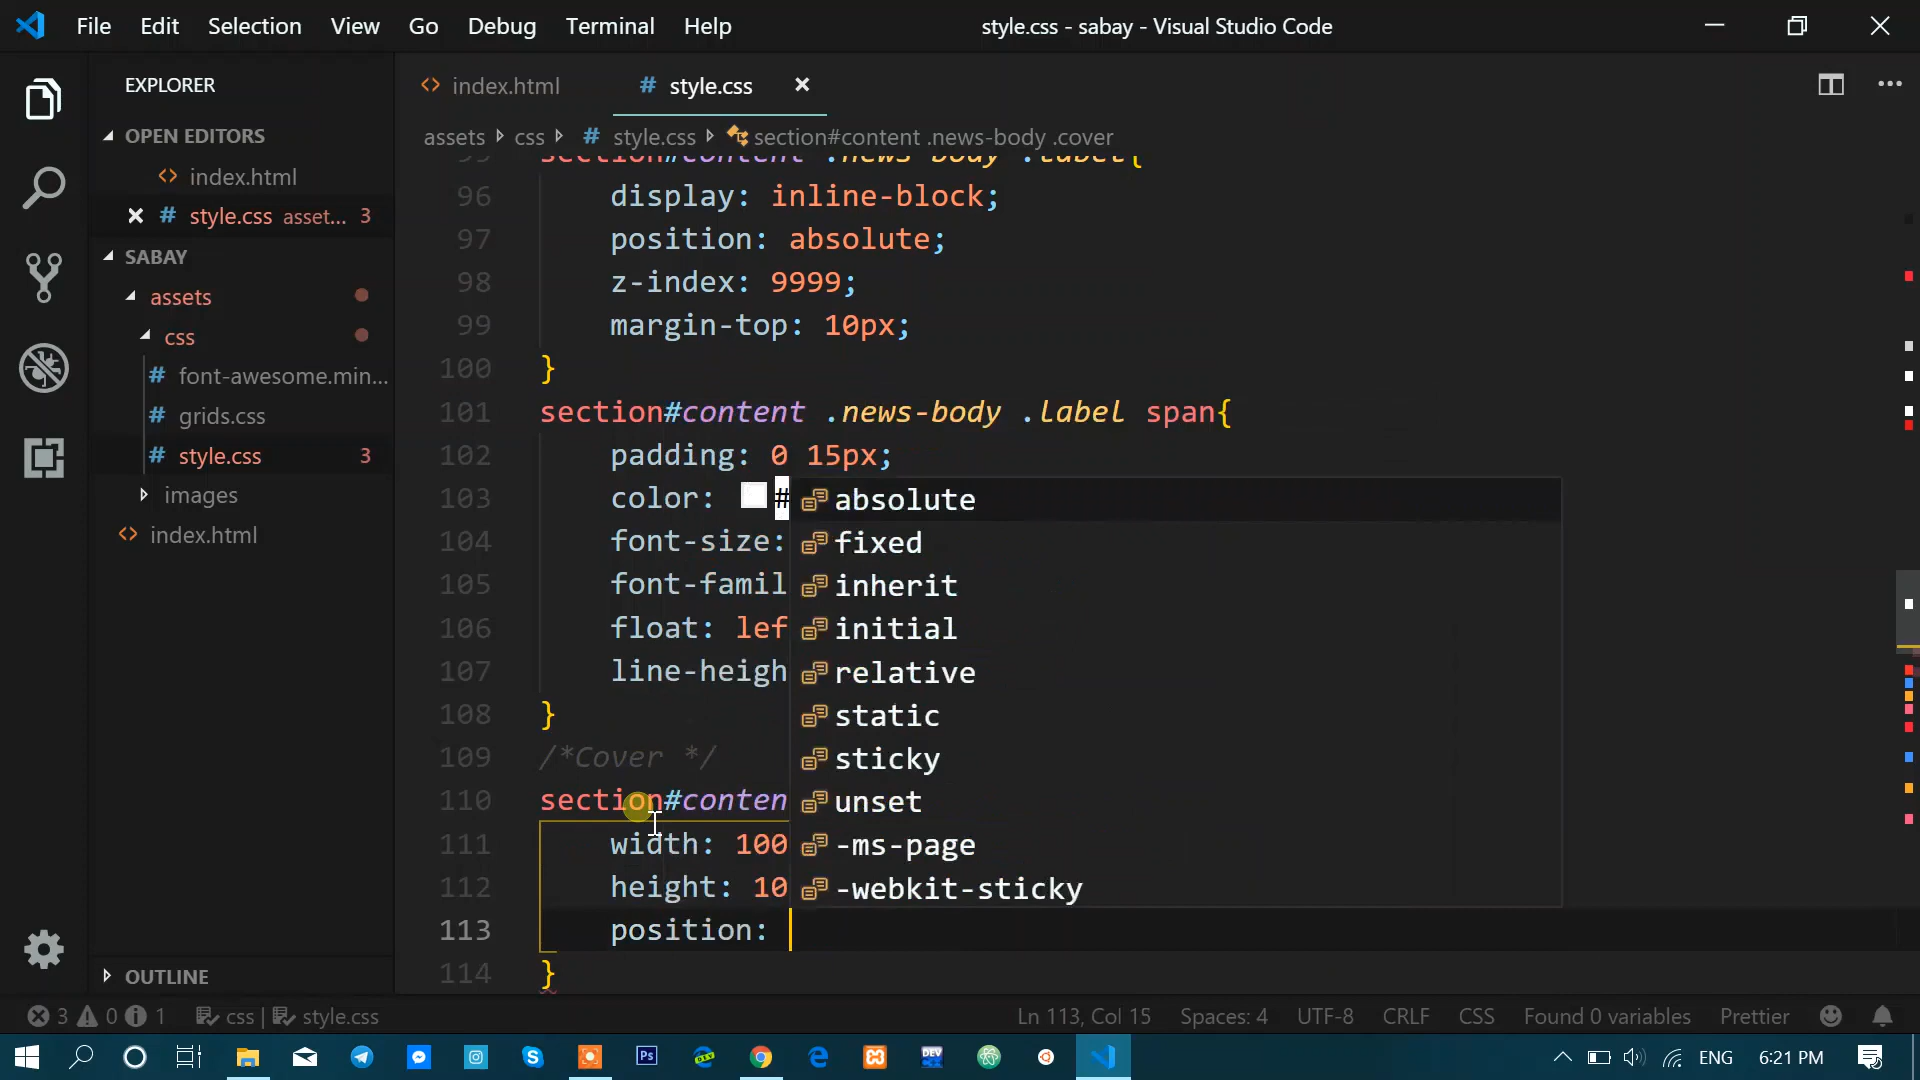 File Edit Selection View Go Debug Terminal Help
style.css - sabay - Visual Studio Code
EXPLORER
OPEN EDITORS
index.html
style.css asset... 3
SABAY
assets
css
font-awesome.min...
grids.css
style.css 3
images
index.html
OUTLINE
index.html
style.css
assets css # style.css section#content .news-body .cover
section#content .news-body .label{
96 display: inline-block;
97 position: absolute;
98 z-index: 9999;
99 margin-top: 10px;
100 }
101 section#content .news-body .label span{
102 padding: 0 15px;
103 color: #
104 font-size:
105 font-famil
106 float: lef
107 line-heigh
108 }
109 /*Cover */
110 section#conten
111 width: 100
112 height: 10
113 position:
114 }
absolute
fixed
inherit
initial
relative
static
sticky
unset
-ms-page
-webkit-sticky
3 0 1 css | style.css
Ln 113, Col 15 Spaces: 4 UTF-8 CRLF CSS Found 0 variables Prettier
ENG 6:21 PM